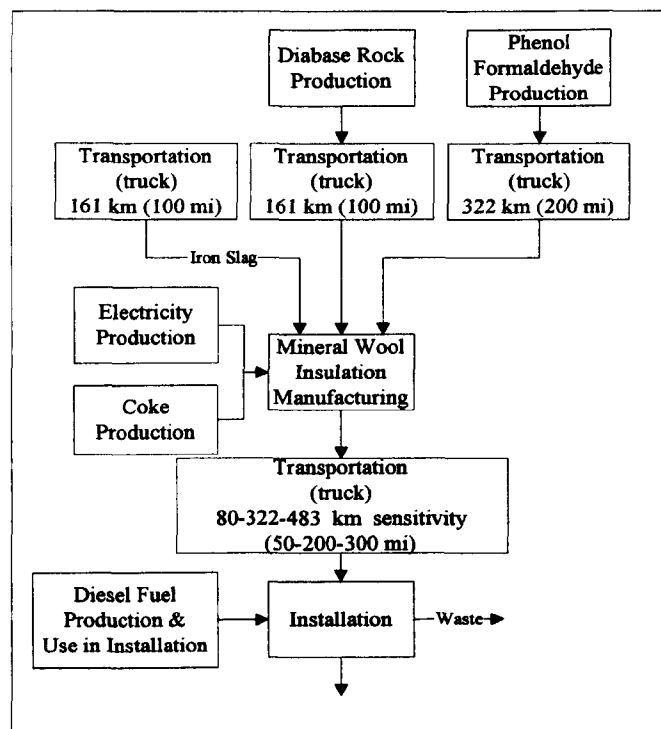 Diabase Rock
Production
Phenol
Formaldehyde
Production
Transportation
(truck)
161 km (100 mi)
Transportation
(truck)
161 km (100 mi)
Transportation
(truck)
322 km (200 mi)
Iron Slag
Electricity
Production
Mineral Wool
Insulation
Manufacturing
Coke
Production
Transportation
(truck)
80-322-483 km sensitivity
(50-200-300 mi)
Diesel Fuel
Production &
Use in Installation
Installation
Waste